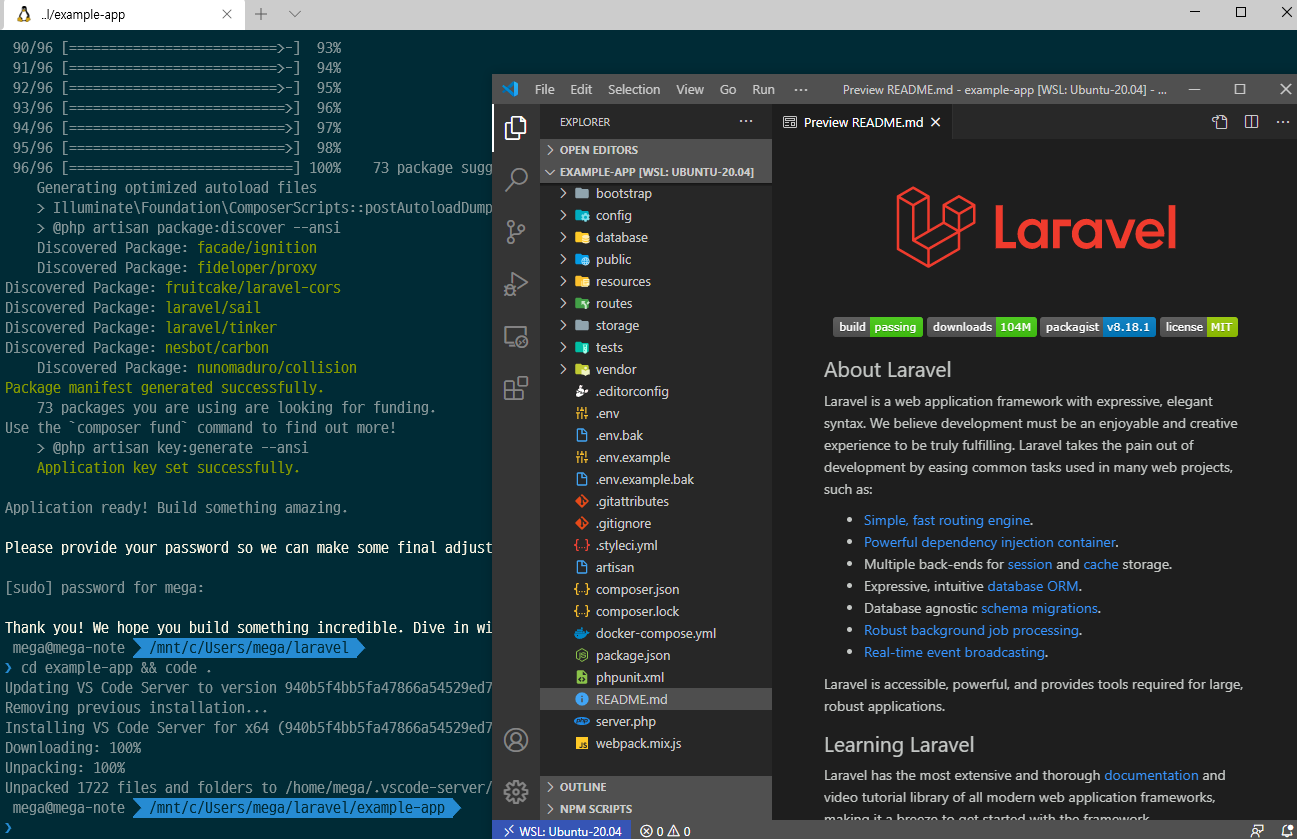 ..l/example-app
90/96 [==========================>-]  93%
91/96 [==========================>-]  94%
92/96 [==========================>-]  95%
93/96 [===========================>]  96%
94/96 [===========================>]  97%
95/96 [===========================>]  98%
96/96 [============================] 100%    73 package sugg
Generating optimized autoload files
> Illuminate\Foundation\ComposerScripts::postAutoloadDump
> @php artisan package:discover --ansi
Discovered Package: facade/ignition
Discovered Package: fideloper/proxy
Discovered Package: fruitcake/laravel-cors
Discovered Package: laravel/sail
Discovered Package: laravel/tinker
Discovered Package: nesbot/carbon
Discovered Package: nunomaduro/collision
Package manifest generated successfully.
73 packages you are using are looking for funding.
Use the `composer fund` command to find out more!
> @php artisan key:generate --ansi
Application key set successfully.
Application ready! Build something amazing.
Please provide your password so we can make some final adjust
[sudo] password for mega:
Thank you! We hope you build something incredible. Dive in wi
mega@mega-note /mnt/c/Users/mega/laravel
❯ cd example-app && code .
Updating VS Code Server to version 940b5f4bb5fa47866a54529ed7
Removing previous installation...
Installing VS Code Server for x64 (940b5f4bb5fa47866a54529ed7
Downloading: 100%
Unpacking: 100%
Unpacked 1722 files and folders to /home/mega/.vscode-server/
mega@mega-note /mnt/c/Users/mega/laravel/example-app
❯
File Edit Selection View Go Run ··· Preview README.md - example-app [WSL: Ubuntu-20.04] - ...
EXPLORER ···
OPEN EDITORS
EXAMPLE-APP [WSL: UBUNTU-20.04]
bootstrap
config
database
public
resources
routes
storage
tests
vendor
.editorconfig
.env
.env.bak
.env.example
.env.example.bak
.gitattributes
.gitignore
.styleci.yml
artisan
composer.json
composer.lock
docker-compose.yml
package.json
phpunit.xml
README.md
server.php
webpack.mix.js
OUTLINE
NPM SCRIPTS
Preview README.md
Laravel
build passing downloads 104M packagist v8.18.1 license MIT
About Laravel
Laravel is a web application framework with expressive, elegant
syntax. We believe development must be an enjoyable and creative
experience to be truly fulfilling. Laravel takes the pain out of
development by easing common tasks used in many web projects,
such as:
• Simple, fast routing engine.
• Powerful dependency injection container.
• Multiple back-ends for session and cache storage.
• Expressive, intuitive database ORM.
• Database agnostic schema migrations.
• Robust background job processing.
• Real-time event broadcasting.
Laravel is accessible, powerful, and provides tools required for large,
robust applications.
Learning Laravel
Laravel has the most extensive and thorough documentation and
video tutorial library of all modern web application frameworks,
making it a breeze to get started with the framework.
WSL: Ubuntu-20.04 0 0